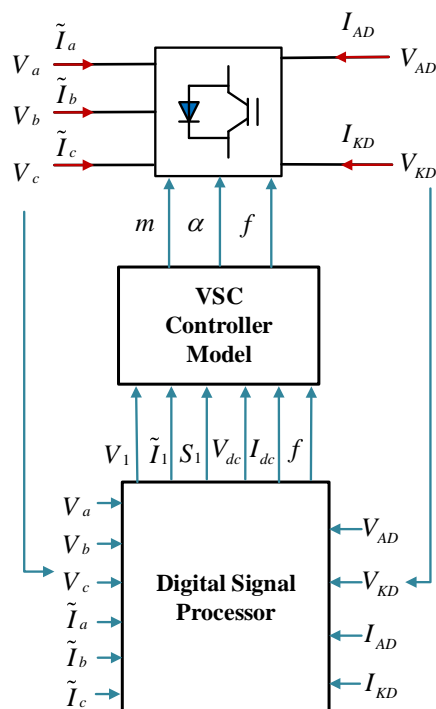 Ĩa
IAD
Va
VAD
Ĩb
Vb
Ĩc
IKD
Vc
VKD
m α f
VSC
Controller
Model
V1 Ĩ1 S1 Vdc Idc f
Va
VAD
Vb
Vc
VKD
Digital Signal
Processor
Ĩa
IAD
Ĩb
IKD
Ĩc